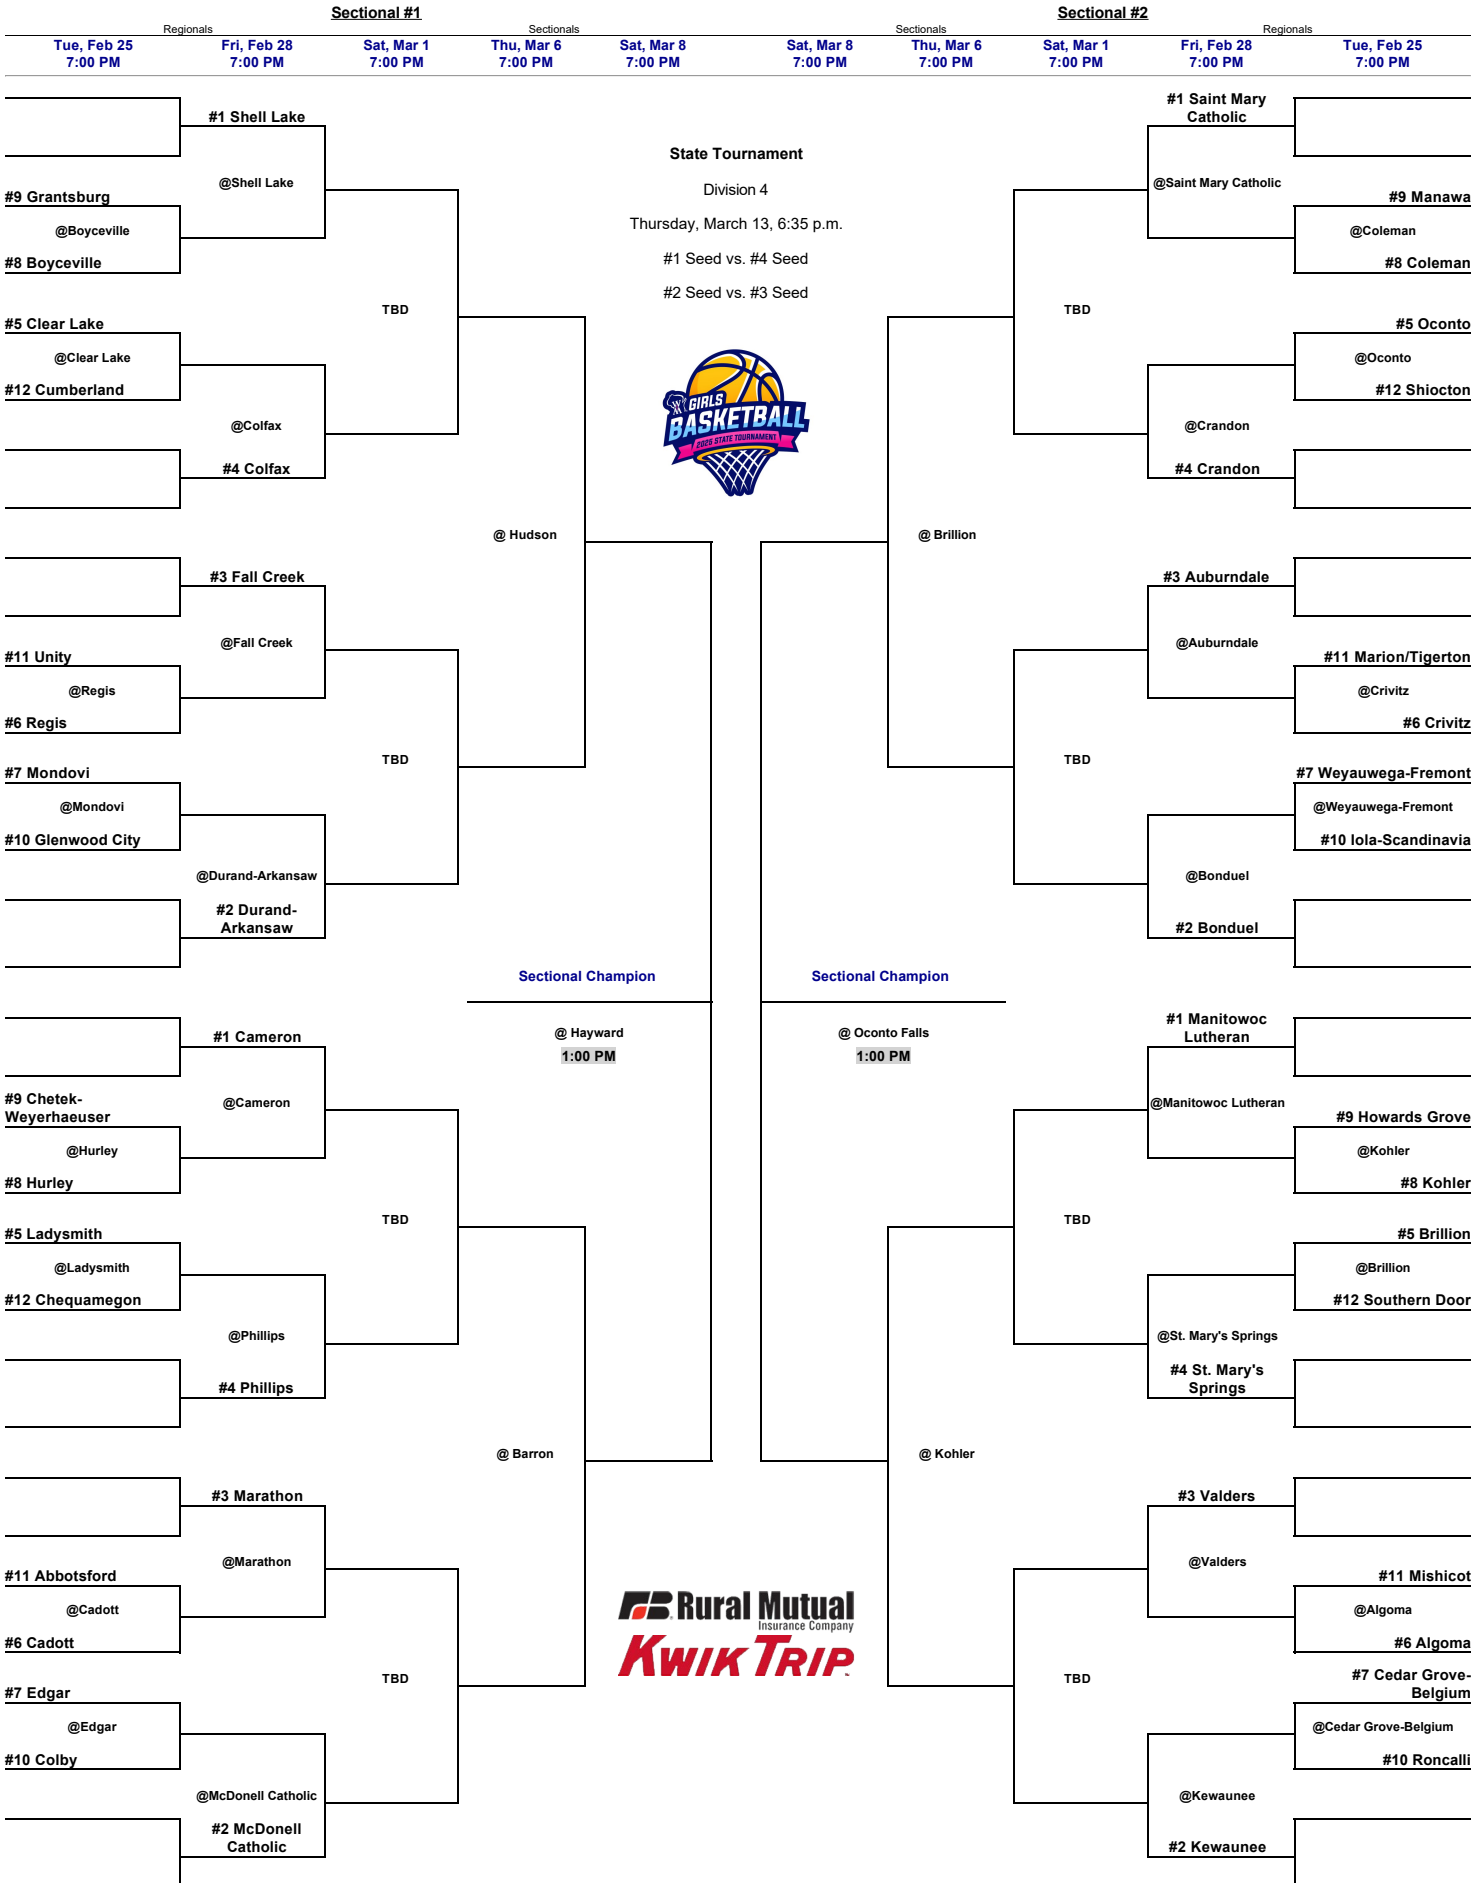 Sectional #1
Sectional #2
Regionals
Sectionals
Sectionals
Regionals
Tue, Feb 25
7:00 PM
Fri, Feb 28
7:00 PM
Sat, Mar 1
7:00 PM
Thu, Mar 6
7:00 PM
Sat, Mar 8
7:00 PM
Sat, Mar 8
7:00 PM
Thu, Mar 6
7:00 PM
Sat, Mar 1
7:00 PM
Fri, Feb 28
7:00 PM
Tue, Feb 25
7:00 PM
#1 Shell Lake
@Shell Lake
#9 Grantsburg
@Boyceville
#8 Boyceville
TBD
#5 Clear Lake
@Clear Lake
#12 Cumberland
@Colfax
#4 Colfax
@ Hudson
#3 Fall Creek
@Fall Creek
#11 Unity
@Regis
#6 Regis
TBD
#7 Mondovi
@Mondovi
#10 Glenwood City
@Durand-Arkansaw
#2 Durand-
Arkansaw
Sectional Champion
@ Hayward
1:00 PM
#1 Cameron
@Cameron
#9 Chetek-
Weyerhaeuser
@Hurley
#8 Hurley
TBD
#5 Ladysmith
@Ladysmith
#12 Chequamegon
@Phillips
#4 Phillips
@ Barron
#3 Marathon
@Marathon
#11 Abbotsford
@Cadott
#6 Cadott
TBD
#7 Edgar
@Edgar
#10 Colby
@McDonell Catholic
#2 McDonell
Catholic
State Tournament
Division 4
Thursday, March 13, 6:35 p.m.
#1 Seed vs. #4 Seed
#2 Seed vs. #3 Seed
GIRLS
BASKETBALL
2025 STATE TOURNAMENT
Rural Mutual
Insurance Company
KWIK TRIP
#1 Saint Mary
Catholic
@Saint Mary Catholic
#9 Manawa
@Coleman
#8 Coleman
TBD
#5 Oconto
@Oconto
#12 Shiocton
@Crandon
#4 Crandon
@ Brillion
#3 Auburndale
@Auburndale
#11 Marion/Tigerton
@Crivitz
#6 Crivitz
TBD
#7 Weyauwega-Fremont
@Weyauwega-Fremont
#10 Iola-Scandinavia
@Bonduel
#2 Bonduel
Sectional Champion
@ Oconto Falls
1:00 PM
#1 Manitowoc
Lutheran
@Manitowoc Lutheran
#9 Howards Grove
@Kohler
#8 Kohler
TBD
#5 Brillion
@Brillion
#12 Southern Door
@St. Mary's Springs
#4 St. Mary's
Springs
@ Kohler
#3 Valders
@Valders
#11 Mishicot
@Algoma
#6 Algoma
TBD
#7 Cedar Grove-
Belgium
@Cedar Grove-Belgium
#10 Roncalli
@Kewaunee
#2 Kewaunee